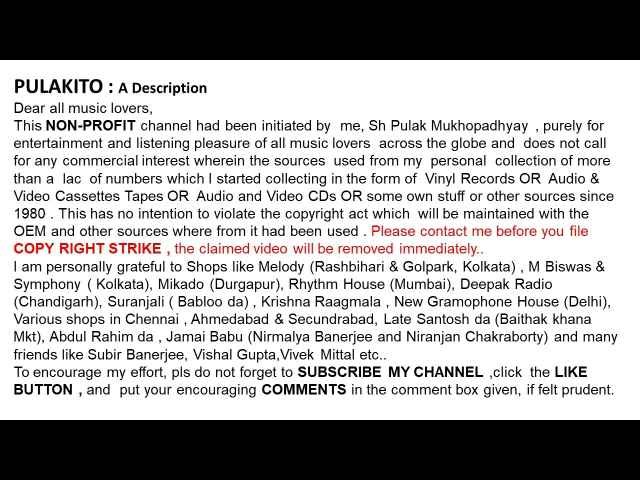 PULAKITO : A Description
Dear all music lovers,
This NON-PROFIT channel had been initiated by me, Sh Pulak Mukhopadhyay , purely for
entertainment and listening pleasure of all music lovers across the globe and does not call
for any commercial interest wherein the sources used from my personal collection of more
than a lac of numbers which I started collecting in the form of Vinyl Records OR Audio &
Video Cassettes Tapes OR Audio and Video CDs OR some own stuff or other sources since
1980 . This has no intention to violate the copyright act which will be maintained with the
OEM and other sources where from it had been used . Please contact me before you file
COPY RIGHT STRIKE , the claimed video will be removed immediately..
I am personally grateful to Shops like Melody (Rashbihari & Golpark, Kolkata) , M Biswas &
Symphony ( Kolkata), Mikado (Durgapur), Rhythm House (Mumbai), Deepak Radio
(Chandigarh), Suranjali ( Babloo da) , Krishna Raagmala , New Gramophone House (Delhi),
Various shops in Chennai , Ahmedabad & Secundrabad, Late Santosh da (Baithak khana
Mkt), Abdul Rahim da , Jamai Babu (Nirmalya Banerjee and Niranjan Chakraborty) and many
friends like Subir Banerjee, Vishal Gupta,Vivek Mittal etc..
To encourage my effort, pls do not forget to SUBSCRIBE MY CHANNEL ,click the LIKE
BUTTON , and put your encouraging COMMENTS in the comment box given, if felt prudent.